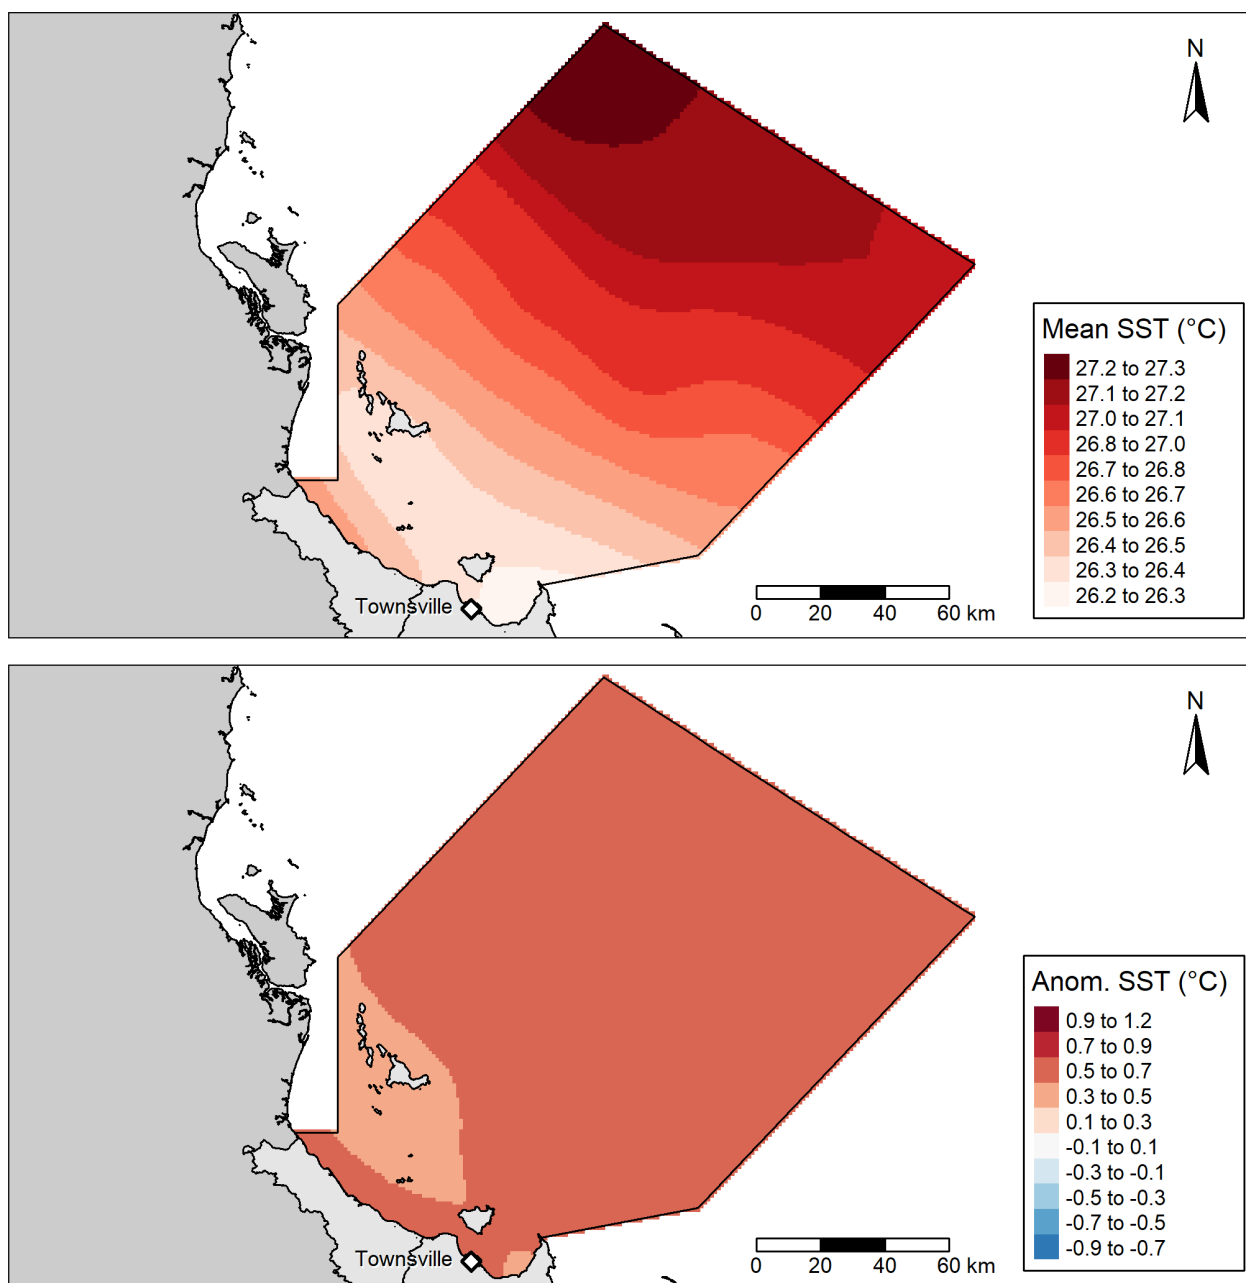 N
Mean SST (°C)
27.2 to 27.3
27.1 to 27.2
27.0 to 27.1
26.8 to 27.0
26.7 to 26.8
26.6 to 26.7
26.5 to 26.6
26.4 to 26.5
26.3 to 26.4
26.2 to 26.3
Townsville
0 20 40 60 km
N
Anom. SST (°C)
0.9 to 1.2
0.7 to 0.9
0.5 to 0.7
0.3 to 0.5
0.1 to 0.3
-0.1 to 0.1
-0.3 to -0.1
-0.5 to -0.3
-0.7 to -0.5
-0.9 to -0.7
Townsville
0 20 40 60 km